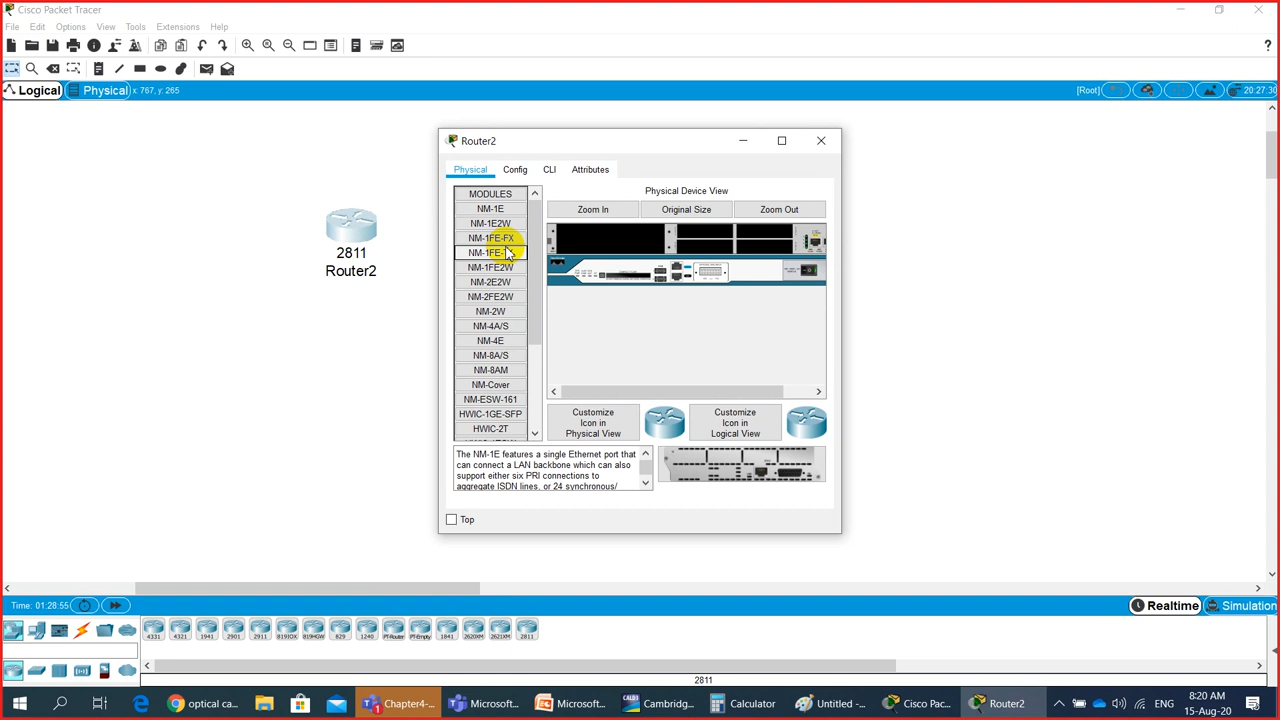 Cisco Packet Tracer
File Edit Options View Tools Extensions Help
?
Logical Physical x: 767, y: 265 [Root] 20:27:30
Router2
Physical Config CLI Attributes
MODULES
NM-1E
NM-1E2W
NM-1FE-FX
NM-1FE-
NM-1FE2W
NM-2E2W
NM-2FE2W
NM-2W
NM-4A/S
NM-4E
NM-8A/S
NM-8AM
NM-Cover
NM-ESW-161
HWIC-1GE-SFP
HWIC-2T
Physical Device View
Zoom In Original Size Zoom Out
Customize
Icon in
Physical View
Customize
Icon in
Logical View
The NM-1E features a single Ethernet port that
can connect a LAN backbone which can also
support either six PRI connections to
aggregate ISDN lines, or 24 synchronous/
Top
2811
Router2
Time: 01:28:55 Realtime Simulation
4331 4321 1941 2901 2911 819IOX 819HGW 829 1240 PT-Router PT-Empty 1841 2620XM 2621XM 2811
2811
optical ca... Chapter4-... Microsoft... Microsoft... Cambridg... Calculator Untitled -... Cisco Pac... Router2
8:20 AM
15-Aug-20